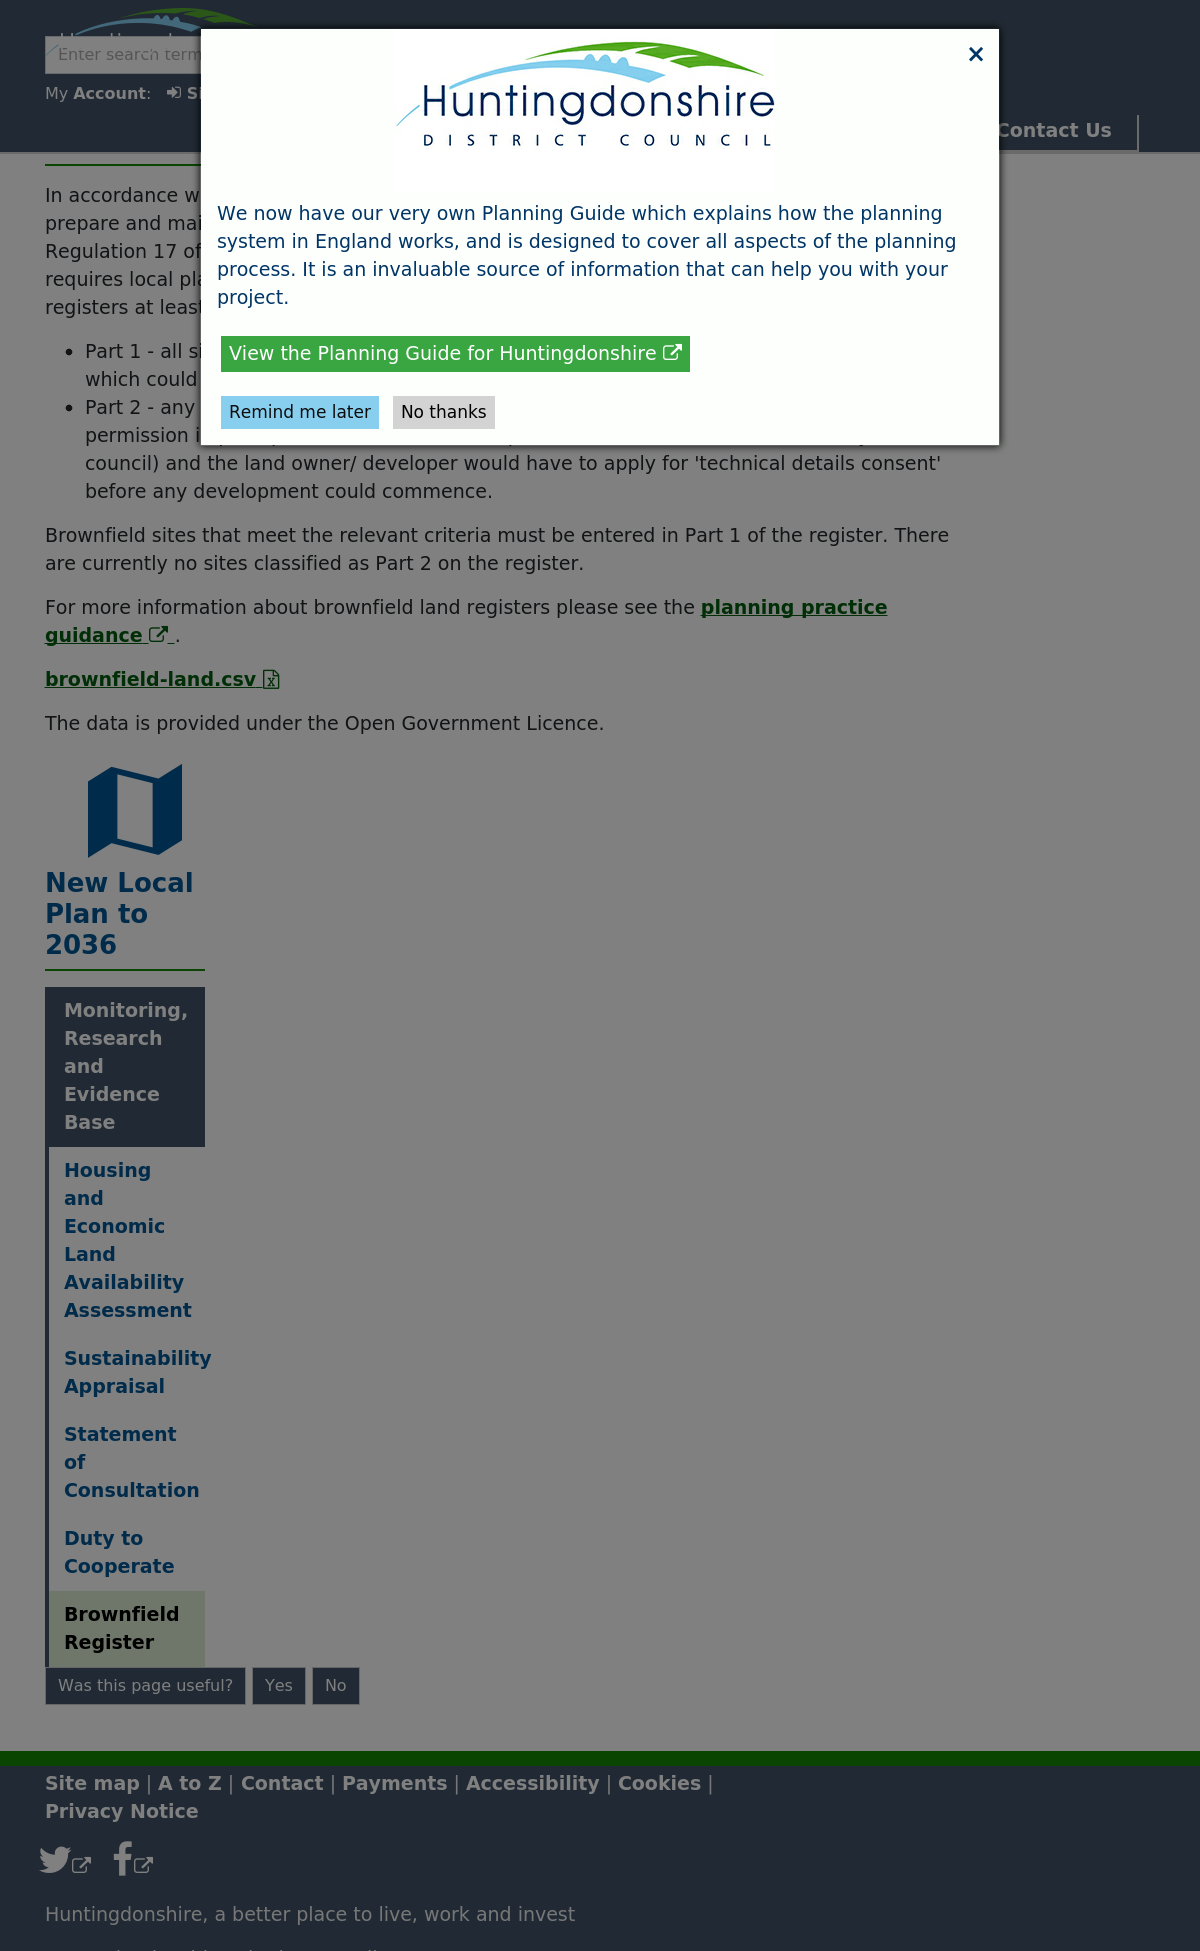 Enter search term
My Account: Si
Contact Us
×
Huntingdonshire
DISTRICT COUNCIL
We now have our very own Planning Guide which explains how the planning
system in England works, and is designed to cover all aspects of the planning
process. It is an invaluable source of information that can help you with your
project.
View the Planning Guide for Huntingdonshire
Remind me later No thanks
In accordance w
prepare and mai
Regulation 17 of
requires local pla
registers at least
• Part 1 - all si
which could
• Part 2 - any
permission i
council) and the land owner/ developer would have to apply for 'technical details consent'
before any development could commence.
Brownfield sites that meet the relevant criteria must be entered in Part 1 of the register. There
are currently no sites classified as Part 2 on the register.
For more information about brownfield land registers please see the planning practice
guidance .
brownfield-land.csv
The data is provided under the Open Government Licence.
New Local
Plan to
2036
Monitoring,
Research
and
Evidence
Base
Housing
and
Economic
Land
Availability
Assessment
Sustainability
Appraisal
Statement
of
Consultation
Duty to
Cooperate
Brownfield
Register
Was this page useful? Yes No
Site map | A to Z | Contact | Payments | Accessibility | Cookies |
Privacy Notice
Huntingdonshire, a better place to live, work and invest